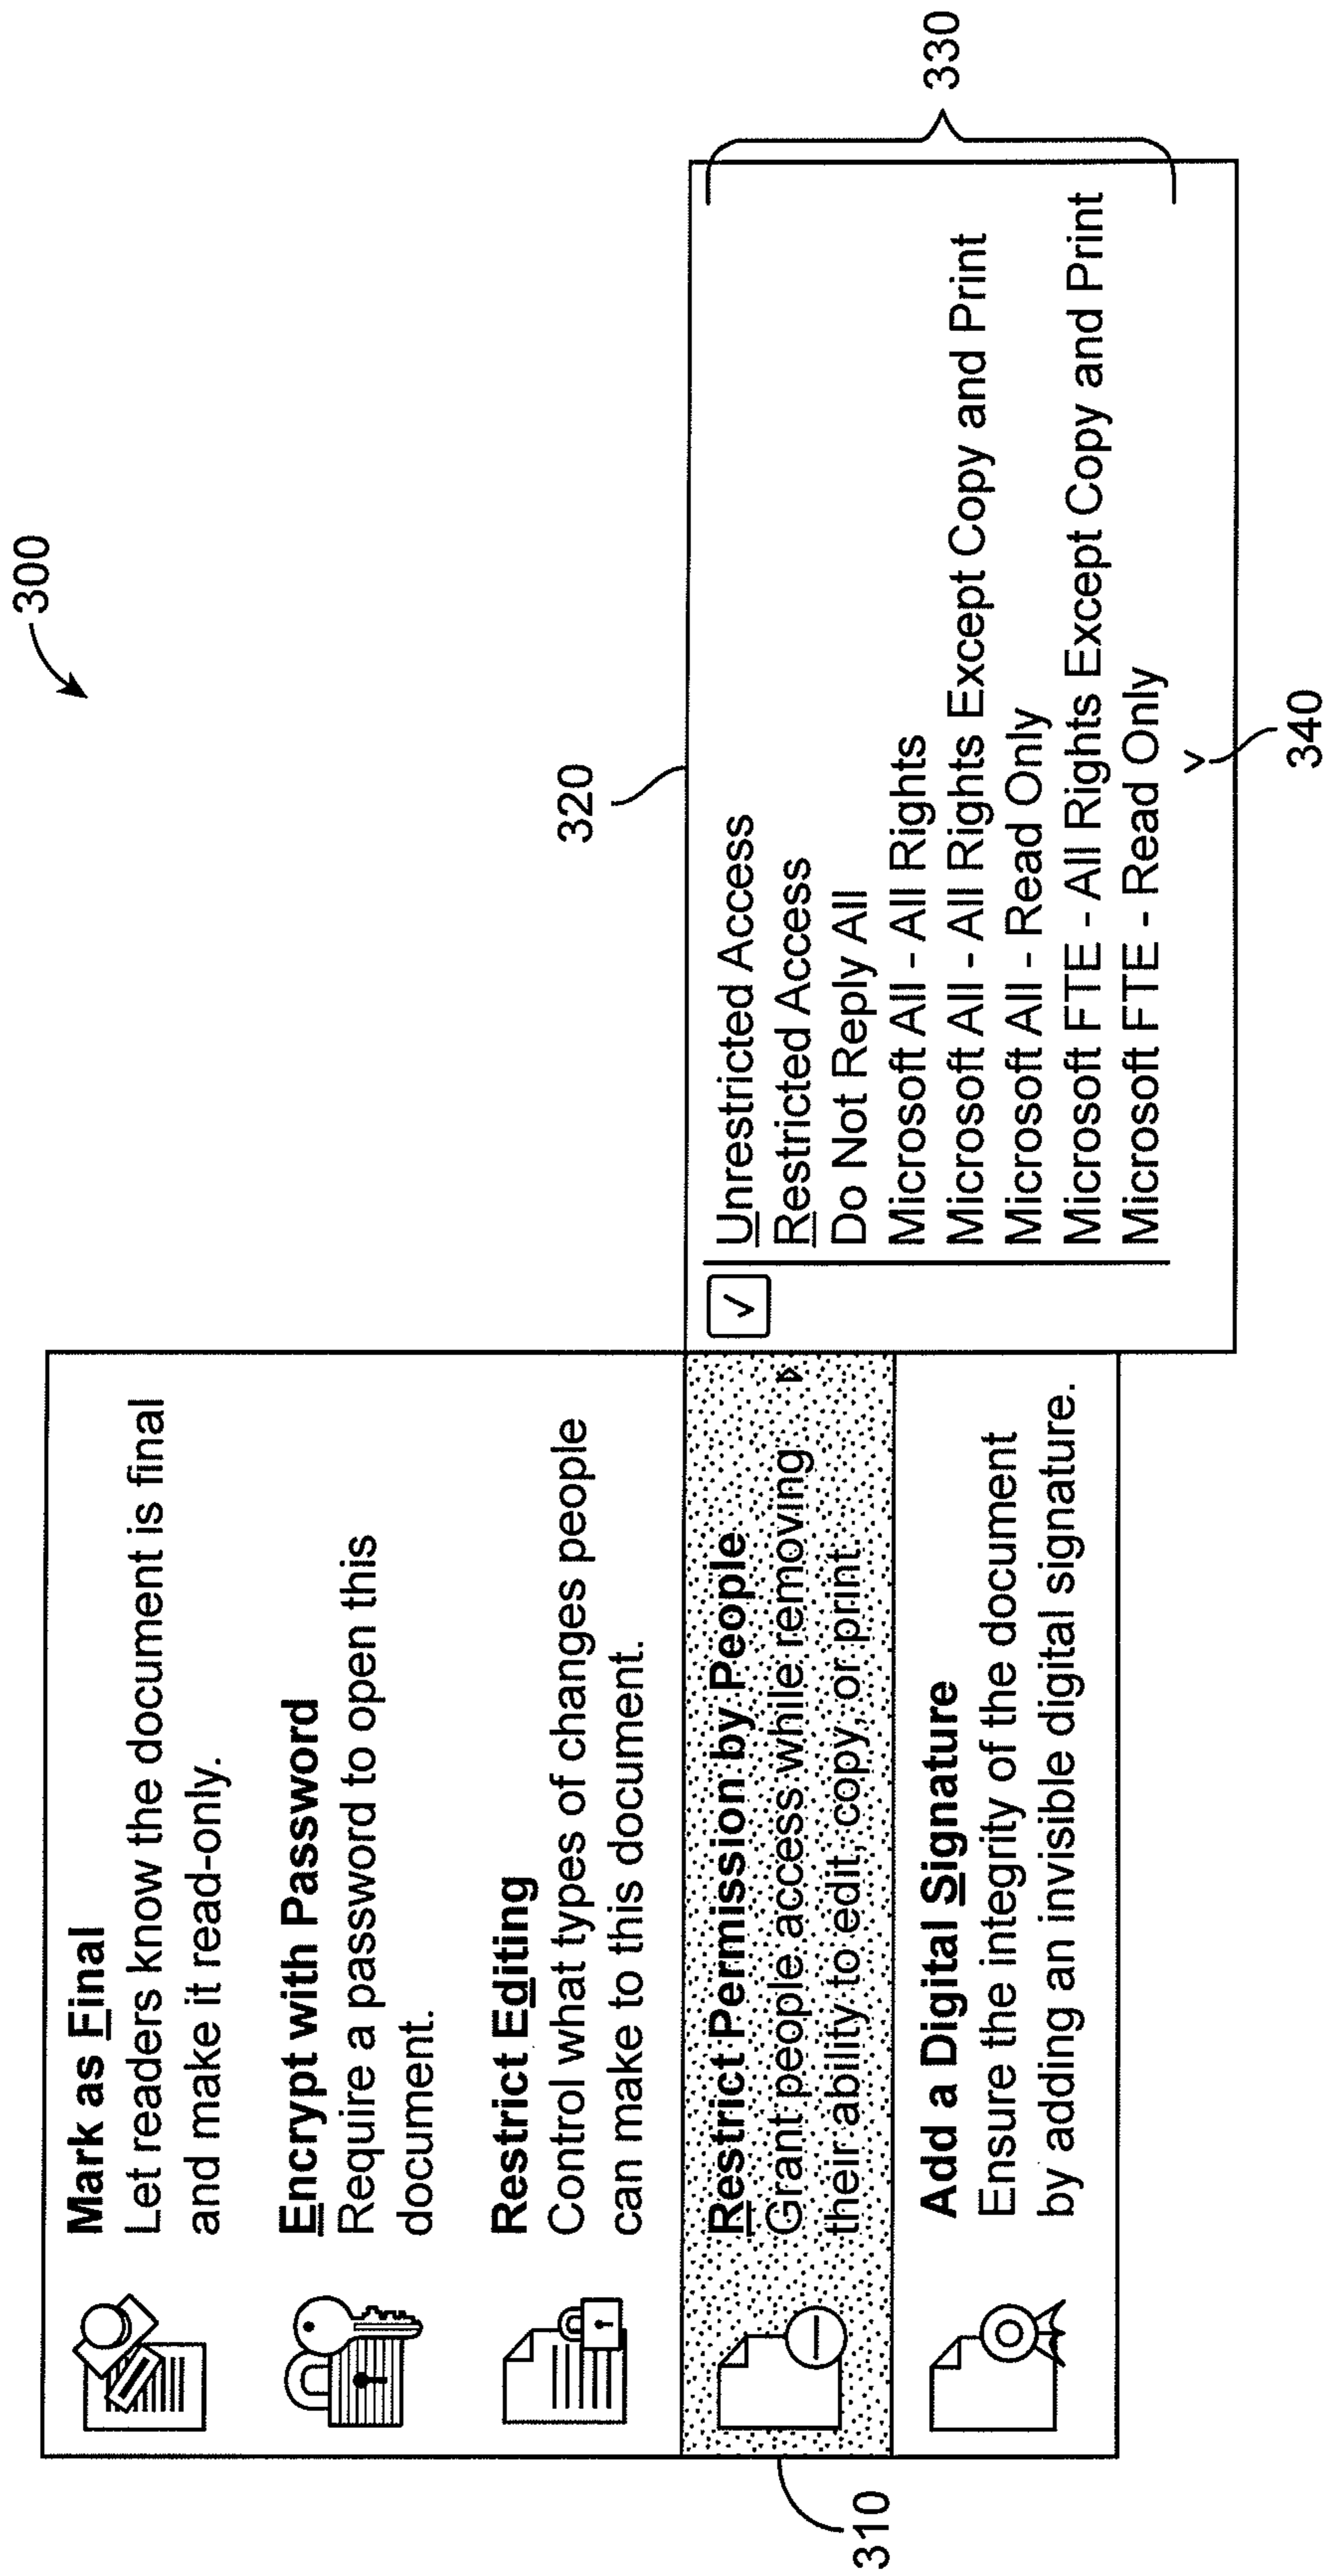 300
Mark as Final
Let readers know the document is final
and make it read-only.
Encrypt with Password
Require a password to open this
document.
Restrict Editing
Control what types of changes people
can make to this document.
310
Restrict Permission by People
Grant people access while removing
their ability to edit, copy, or print.
Add a Digital Signature
Ensure the integrity of the document
by adding an invisible digital signature.
320
Unrestricted Access
Restricted Access
Do Not Reply All
Microsoft All - All Rights
Microsoft All - All Rights Except Copy and Print
Microsoft All - Read Only
Microsoft FTE - All Rights Except Copy and Print
Microsoft FTE - Read Only
330
340